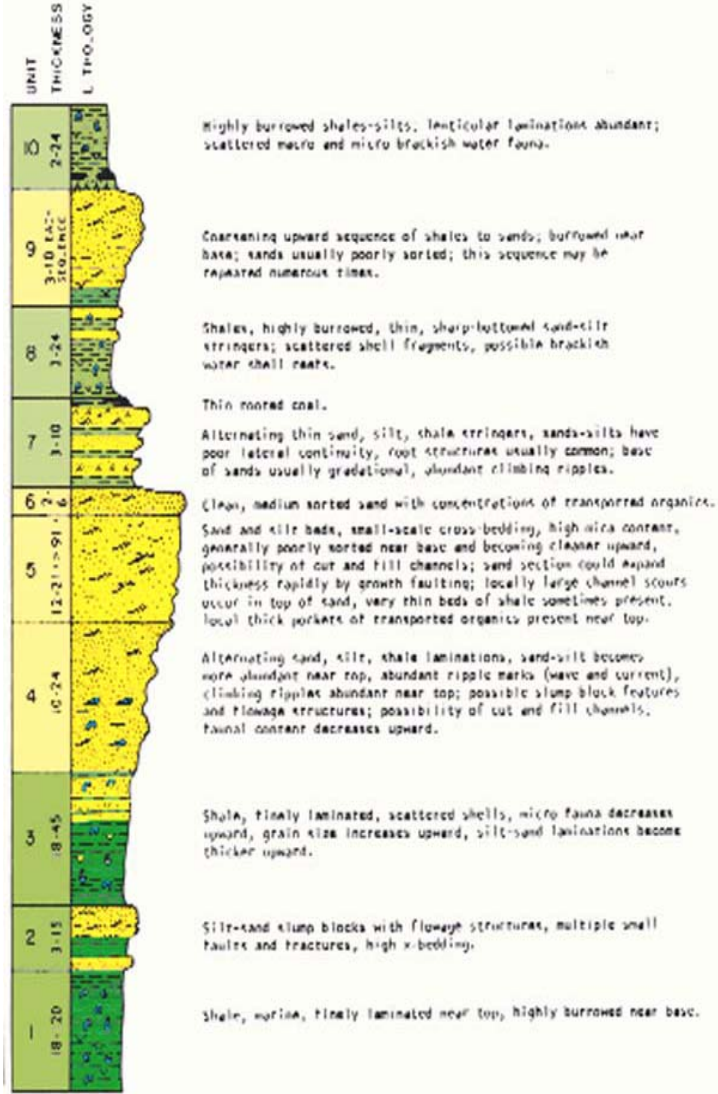 UNIT
THICKNESS
L THOLOGY
10
2-24
Highly burrowed shales-silts, lenticular laminations abundant;
scattered macro and micro brackish water fauna.
9
3-10 EACH
SEQUENCE
Coarsening upward sequence of shales to sands; burrowed near
base; sands usually poorly sorted; this sequence may be
repeated numerous times.
8
3-24
Shales, highly burrowed, thin, sharp-bottomed sand-silt
stringers; scattered shell fragments, possible brackish
water shell reefs.
Thin rooted coal.
7
3-10
Alternating thin sand, silt, shale stringers, sands-silts have
poor lateral continuity, root structures usually common; base
of sands usually gradational, abundant climbing ripples.
6
2-6
Clean, medium sorted sand with concentrations of transported organics.
5
Sand and silt beds, small-scale cross-bedding, high mica content,
generally poorly sorted near base and becoming cleaner upward,
possibility of cut and fill channels; sand section could expand
thickness rapidly by growth faulting; locally large channel scours
occur in top of sand, very thin beds of shale sometimes present,
local thick pockets of transported organics present near top.
4
10-24
Alternating sand, silt, shale laminations, sand-silt becomes
more abundant near top, abundant ripple marks (wave and current),
climbing ripples abundant near top; possible slump block features
and flowage structures; possibility of cut and fill channels,
faunal content decreases upward.
3
18-45
Shale, finely laminated, scattered shells, micro fauna decreases
upward, grain size increases upward, silt-sand laminations become
thicker upward.
2
3-15
Silt-sand slump blocks with flowage structures, multiple small
faults and fractures, high x-bedding.
1
18-20
Shale, marine, finely laminated near top, highly burrowed near base.